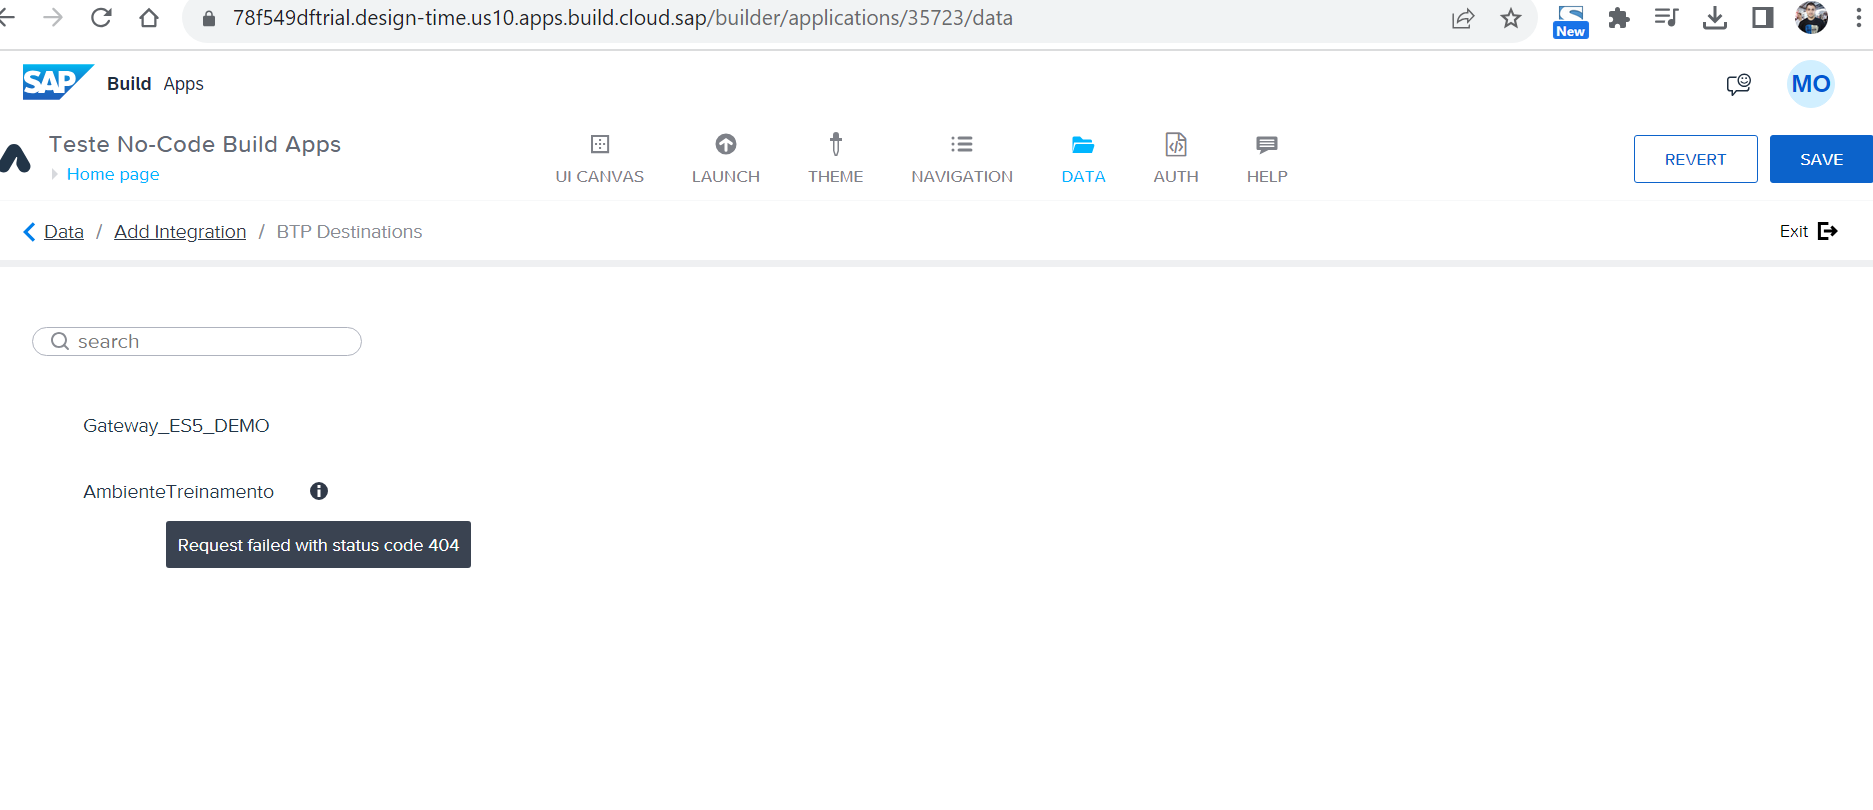 78f549dftrial.design-time.us10.apps.build.cloud.sap/builder/applications/35723/data
New
SAP Build Apps
MO
Teste No-Code Build Apps
Home page
UI CANVAS
LAUNCH
THEME
NAVIGATION
DATA
AUTH
HELP
REVERT
SAVE
Data / Add Integration / BTP Destinations
Exit
search
Gateway_ES5_DEMO
AmbienteTreinamento
Request failed with status code 404